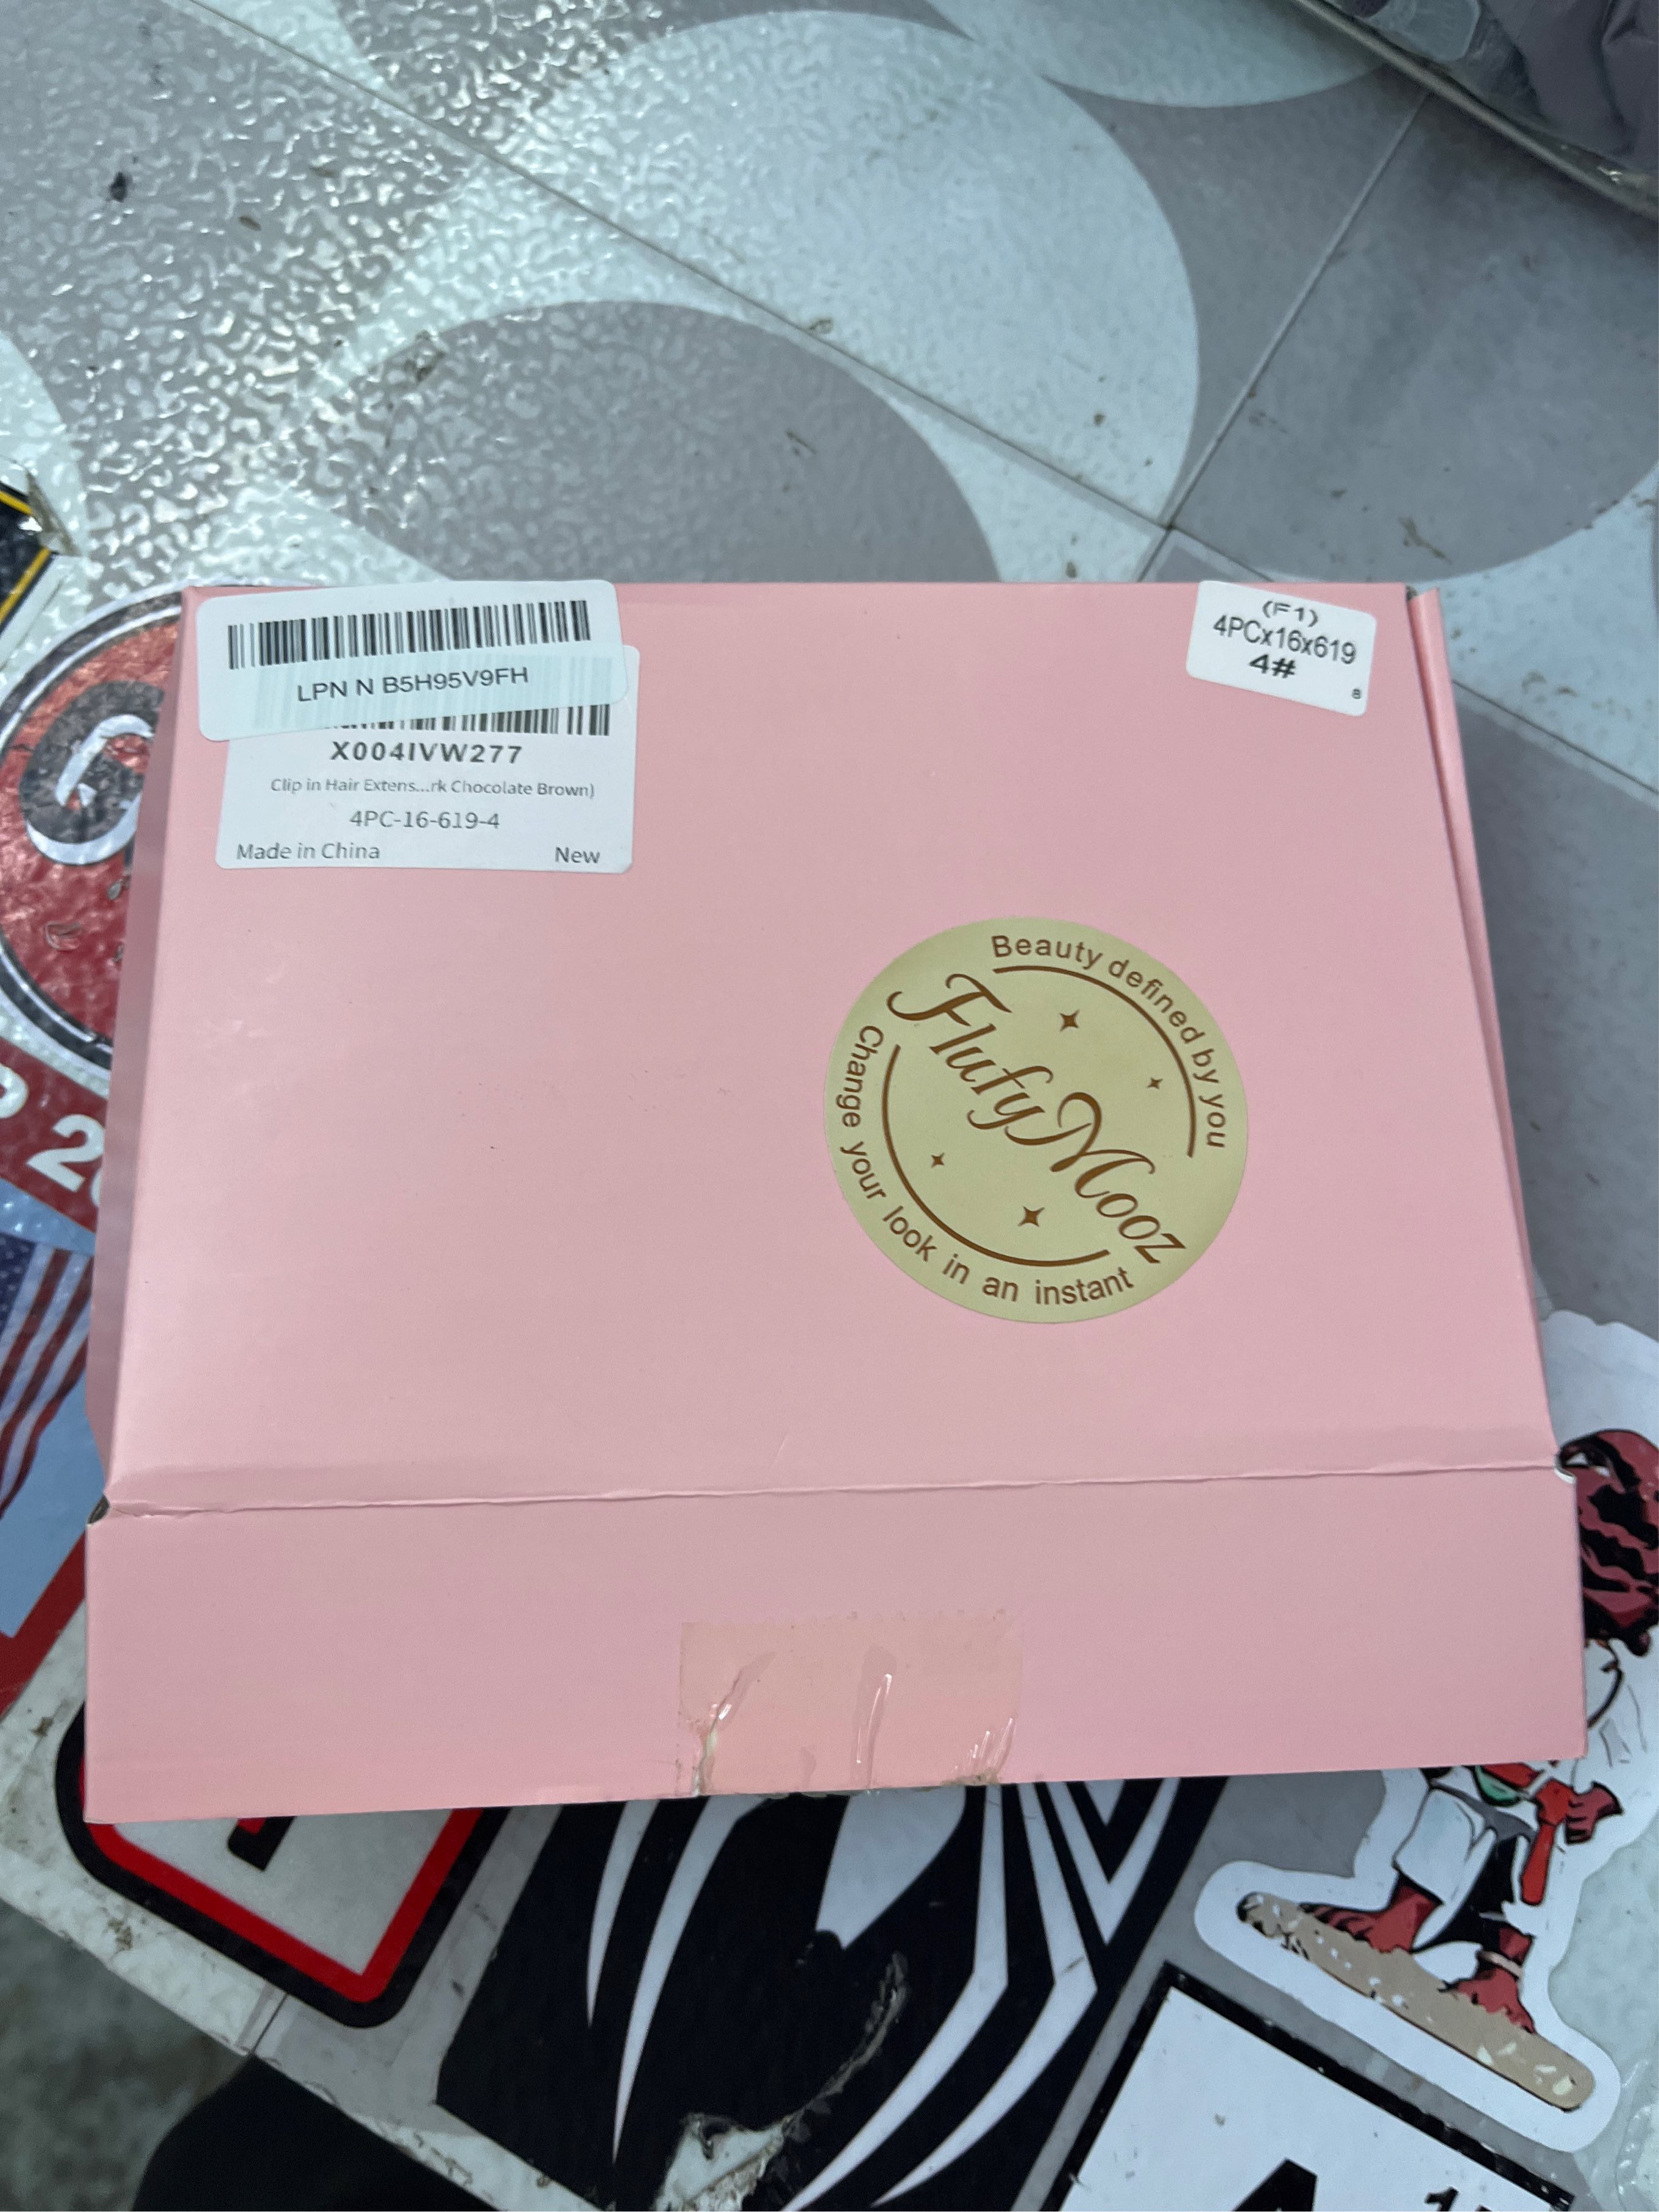 LPN N B5H95V9FH
X004IVW277
Clip in Hair Extens...rk Chocolate Brown)
4PC-16-619-4
Made in China New
(F1)
4PCx16x619
4#
8
Beauty defined by you
FlufyMooz
Change your look in an instant
P 20
A